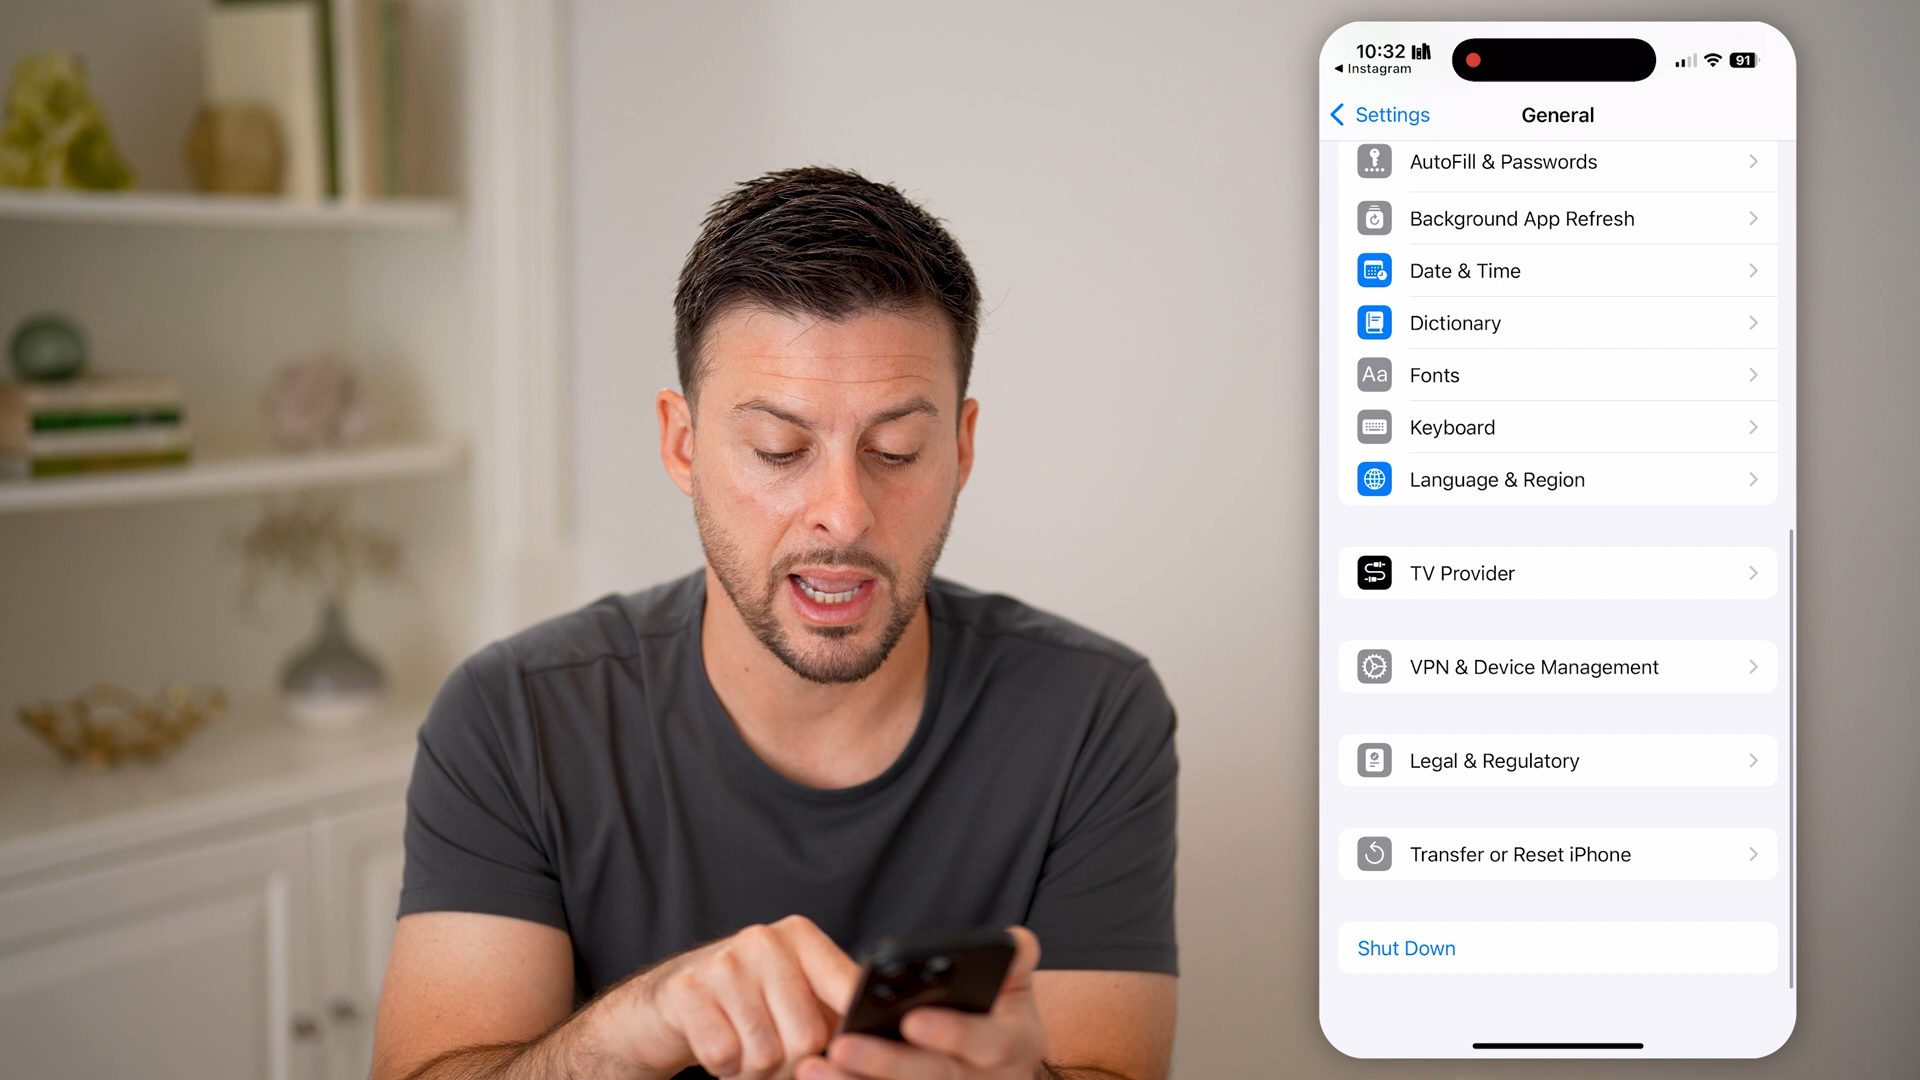 10:32
◀ Instagram
91
Settings
General
AutoFill & Passwords
Background App Refresh
Date & Time
Dictionary
Aa
Fonts
Keyboard
Language & Region
TV Provider
VPN & Device Management
Legal & Regulatory
Transfer or Reset iPhone
Shut Down